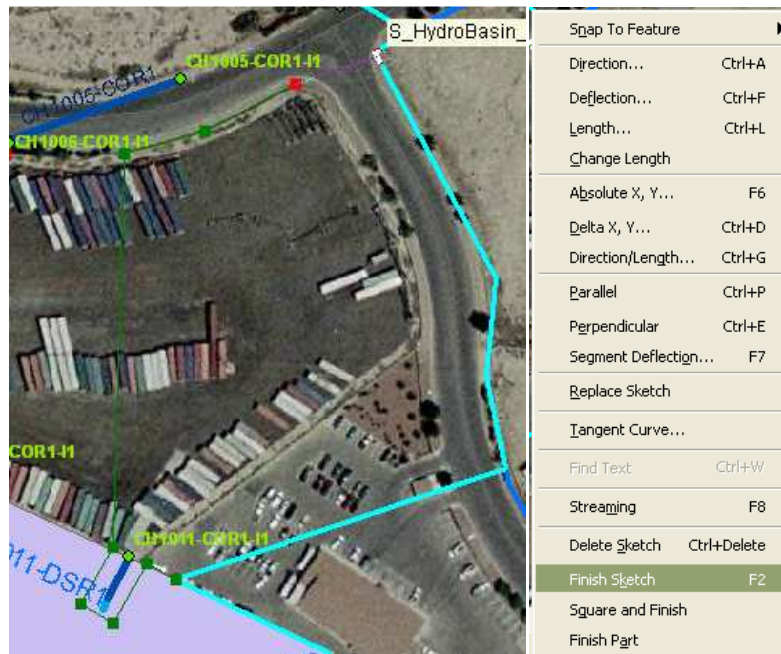 S_HydroBasin_
CH1005-COR1-I1
CH1006-COR1
CH1006-COR1-I1
COR1-I1
CH1011-COR1-I1
011-DSR1
Snap To Feature
Direction... Ctrl+A
Deflection... Ctrl+F
Length... Ctrl+L
Change Length
Absolute X, Y... F6
Delta X, Y... Ctrl+D
Direction/Length... Ctrl+G
Parallel Ctrl+P
Perpendicular Ctrl+E
Segment Deflection... F7
Replace Sketch
Tangent Curve...
Find Text Ctrl+W
Streaming F8
Delete Sketch Ctrl+Delete
Finish Sketch F2
Square and Finish
Finish Part